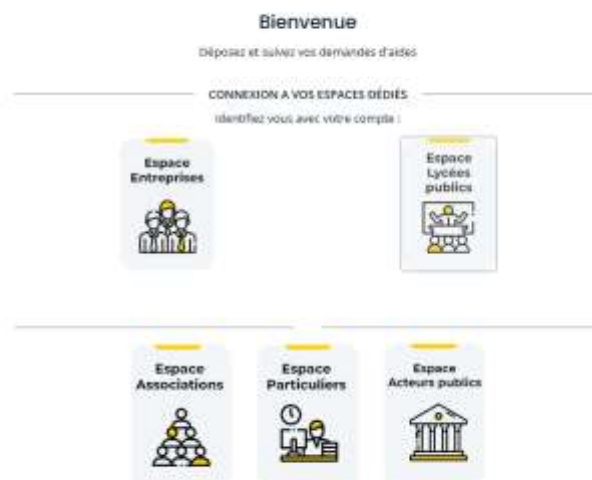 Bienvenue
Déposez et suivez vos demandes d'aides
CONNEXION A VOS ESPACES DÉDIÉS
Identifiez vous avec votre compte :
Espace
Entreprises
Espace
Lycées
publics
Espace
Associations
Espace
Particuliers
Espace
Acteurs publics